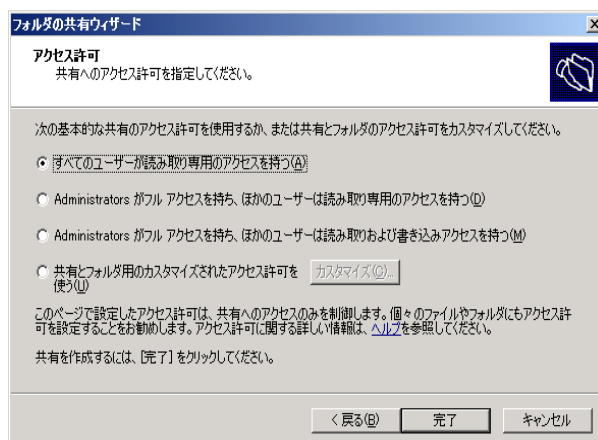 フォルダの共有ウィザード
アクセス許可
共有へのアクセス許可を指定してください。
次の基本的な共有のアクセス許可を使用するか、または共有とフォルダのアクセス許可をカスタマイズしてください。
すべてのユーザーが読み取り専用のアクセスを持つ(A)
Administrators がフル アクセスを持ち、ほかのユーザーは読み取り専用のアクセスを持つ(D)
Administrators がフル アクセスを持ち、ほかのユーザーは読み取りおよび書き込みアクセスを持つ(M)
共有とフォルダ用のカスタマイズされたアクセス許可を
使う(U)
カスタマイズ(C)...
このページで設定したアクセス許可は、共有へのアクセスのみを制御します。個々のファイルやフォルダにもアクセス許
可を設定することをお勧めします。アクセス許可に関する詳しい情報は、ヘルプを参照してください。
共有を作成するには、[完了] をクリックしてください。
< 戻る(B)
完了
キャンセル